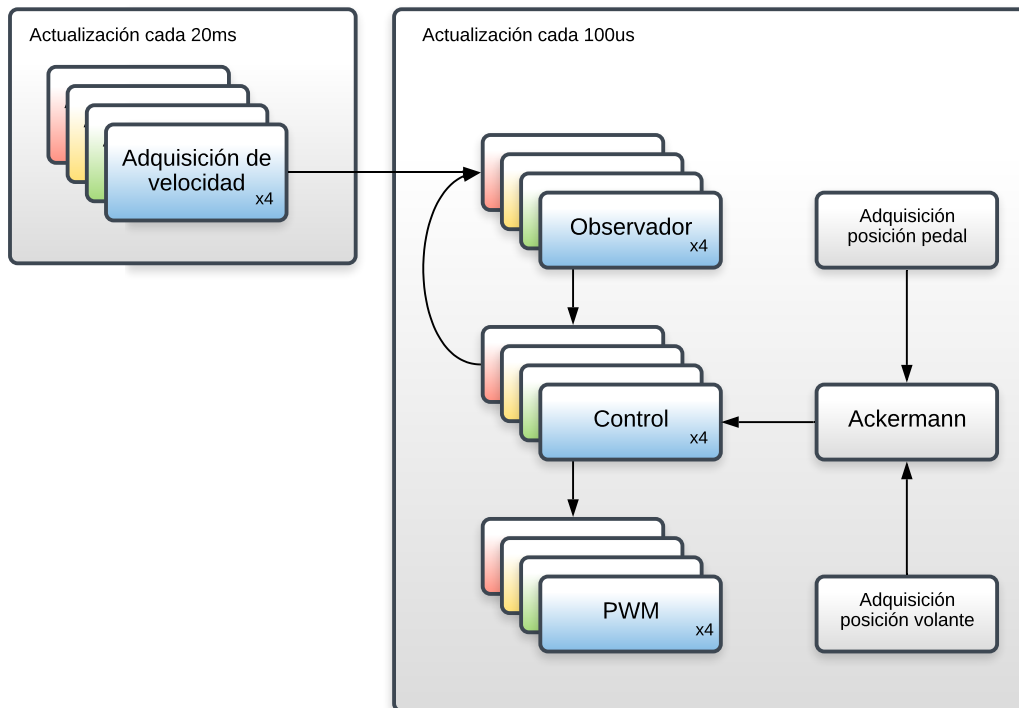 Actualización cada 20ms
Adquisición de
velocidad
x4
Actualización cada 100us
Observador
x4
Adquisición
posición pedal
Control
x4
Ackermann
PWM
x4
Adquisición
posición volante